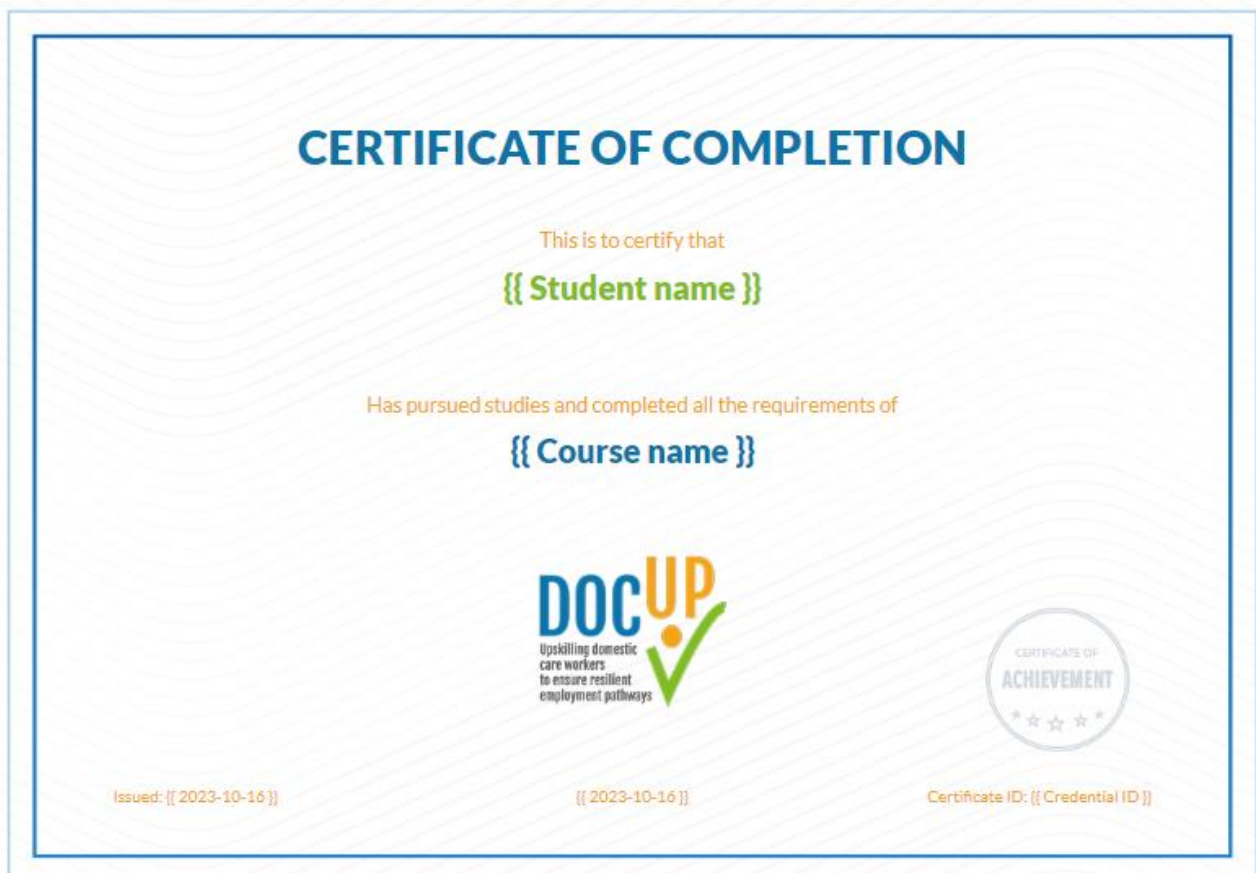 CERTIFICATE OF COMPLETION
This is to certify that
{{ Student name }}
Has pursued studies and completed all the requirements of
{{ Course name }}
DOCUP
Upskilling domestic
care workers
to ensure resilient
employment pathways
CERTIFICATE OF
ACHIEVEMENT
Issued: {{ 2023-10-16 }}
{{ 2023-10-16 }}
Certificate ID: {{ Credential ID }}